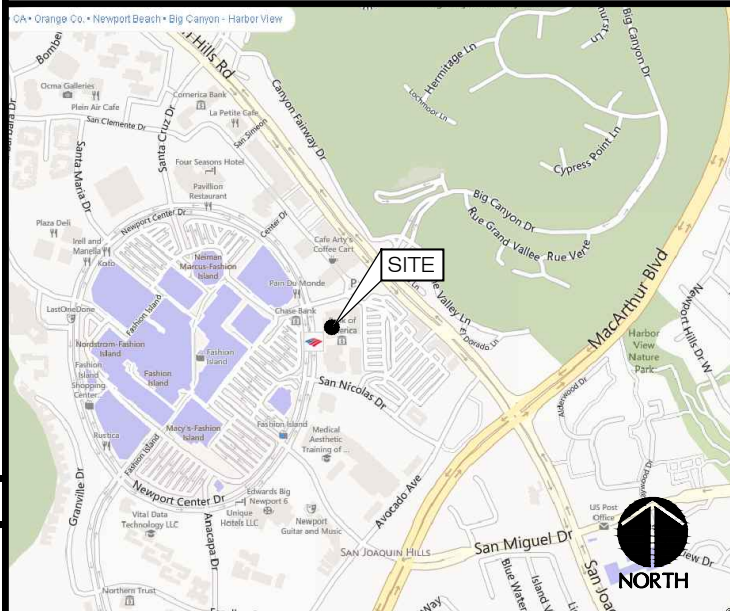 CA • Orange Co. • Newport Beach • Big Canyon - Harbor View
Hills Rd
Big Canyon Dr
Hermitage Ln
Lochmoor Ln
Canyon Fairway Dr
Cypress Point Ln
Ocma Galleries
Plein Air Cafe
Comerica Bank
La Petite Cafe
San Clemente Dr
Santa Cruz Dr
San Simeon
Santa Maria Dr
Four Seasons Hotel
Pavilion
Restaurant
Big Canyon Dr
Rue Grand Vallee
Rue Verte
Plaza Deli
Newport Center Dr
Center Dr
Irell and
Manella
Koifo
Neiman
Marcus-Fashion
Island
Cafe Arty's
Coffee Cart
SITE
Pain Du Monde
Valley Ln
MacArthur Blvd
Newport Hills Dr W
LastOneDone
Chase Bank
El Dorado Ln
Harbor
View
Nature
Park
Nordstrom-Fashion
Island
Fashion
Island
Shopping
Center
Fashion
Island
Fashion
Island
San Nicolas Dr
Alderwood Dr
Macy's-Fashion
Island
Fashion Island
Rustica
Fashion Island
Medical
Aesthetic
Training of ...
Newport Center Dr
Granville Dr
Avocado Ave
Vital Data
Technology LLC
Anacapa Dr
Edwards Big
Newport 6
Unique
Hotels LLC
Newport
Guitar and Music
US Post
Office
SAN JOAQUIN HILLS
San Miguel Dr
Northern Trust
NORTH